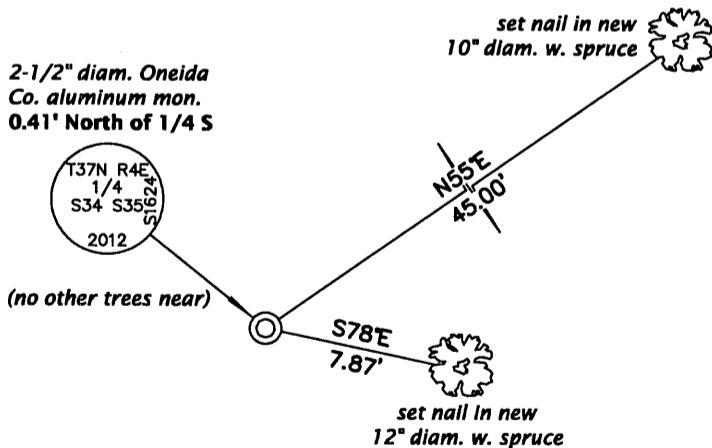 set nail in new
10" diam. w. spruce
2-1/2" diam. Oneida
Co. aluminum mon.
0.41' North of 1/4 S
T37N R4E
1/4
S34 S35
S1624
2012
N55°E
45.00'
(no other trees near)
S78°E
7.87'
set nail in new
12" diam. w. spruce